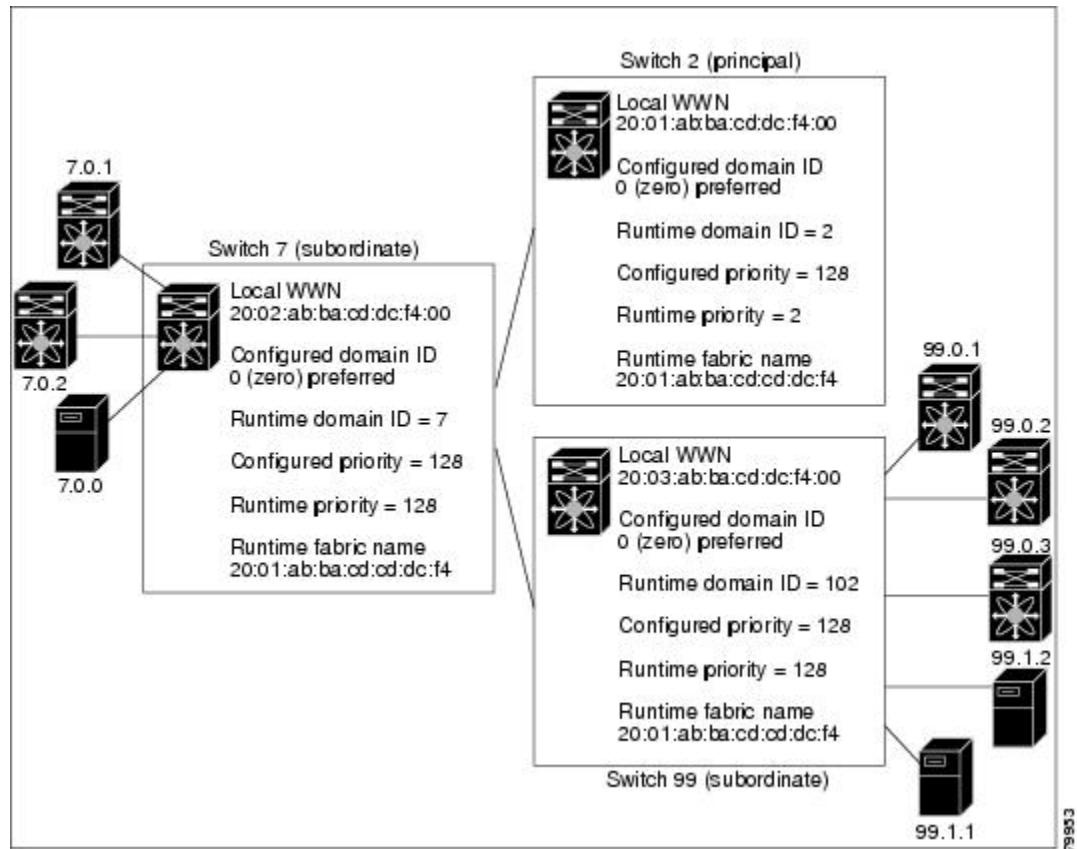 Switch 2 (principal)
Local WWN
20:01:ab:ba:cd:dc:f4:00
Configured domain ID
0 (zero) preferred
Runtime domain ID = 2
Configured priority = 128
Runtime priority = 2
Runtime fabric name
20:01:ab:ba:cd:cd:dc:f4
7.0.1
7.0.2
7.0.0
Switch 7 (subordinate)
Local WWN
20:02:ab:ba:cd:dc:f4:00
Configured domain ID
0 (zero) preferred
Runtime domain ID = 7
Configured priority = 128
Runtime priority = 128
Runtime fabric name
20:01:ab:ba:cd:cd:dc:f4
Local WWN
20:03:ab:ba:cd:dc:f4:00
Configured domain ID
0 (zero) preferred
Runtime domain ID = 102
Configured priority = 128
Runtime priority = 128
Runtime fabric name
20:01:ab:ba:cd:cd:dc:f4
Switch 99 (subordinate)
99.0.1
99.0.2
99.0.3
99.1.2
99.1.1
79953